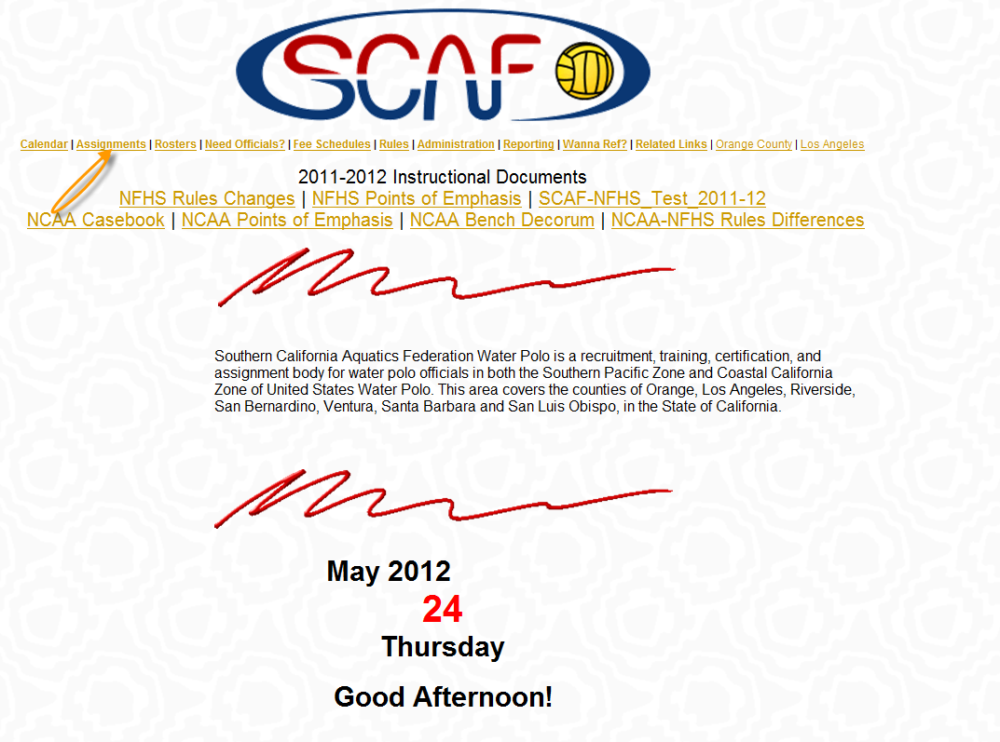 SCAF
Calendar | Assignments | Rosters | Need Officials? | Fee Schedules | Rules | Administration | Reporting | Wanna Ref? | Related Links | Orange County | Los Angeles
2011-2012 Instructional Documents
NFHS Rules Changes | NFHS Points of Emphasis | SCAF-NFHS_Test_2011-12
NCAA Casebook | NCAA Points of Emphasis | NCAA Bench Decorum | NCAA-NFHS Rules Differences
Southern California Aquatics Federation Water Polo is a recruitment, training, certification, and
assignment body for water polo officials in both the Southern Pacific Zone and Coastal California
Zone of United States Water Polo. This area covers the counties of Orange, Los Angeles, Riverside,
San Bernardino, Ventura, Santa Barbara and San Luis Obispo, in the State of California.
May 2012
24
Thursday
Good Afternoon!